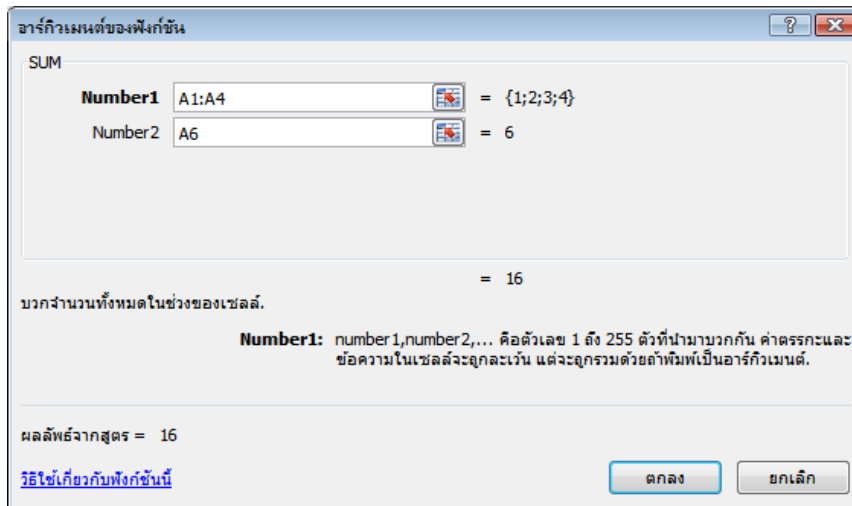 อาร์กิวเมนต์ของฟังก์ชัน
SUM
Number1 A1:A4 = {1;2;3;4}
Number2 A6 = 6
= 16
บวกจำนวนทั้งหมดในช่วงของเซลล์.
Number1: number1,number2,... คือตัวเลข 1 ถึง 255 ตัวที่นำมาบวกกัน ค่าตรรกะและ
ข้อความในเซลล์จะถูกละเว้น แต่จะถูกรวมด้วยถ้าพิมพ์เป็นอาร์กิวเมนต์.
ผลลัพธ์จากสูตร = 16
วิธีใช้เกี่ยวกับฟังก์ชันนี้
ตกลง ยกเลิก